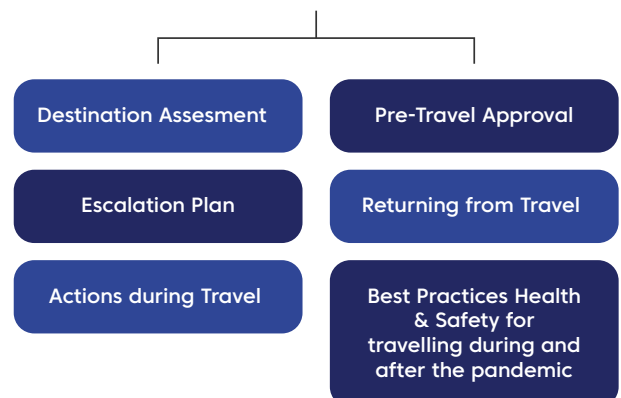 Destination Assesment
Pre-Travel Approval
Escalation Plan
Returning from Travel
Actions during Travel
Best Practices Health
& Safety for
travelling during and
after the pandemic